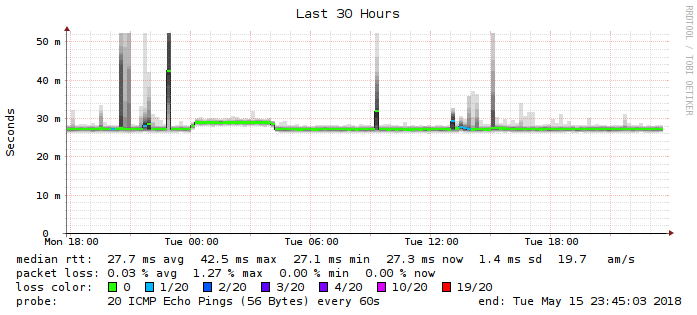 Last 30 Hours
RRDTOOL / TOBI OETIKER
Seconds
50 m
40 m
30 m
20 m
10 m
0
Mon 18:00 Tue 00:00 Tue 06:00 Tue 12:00 Tue 18:00
median rtt: 27.7 ms avg 42.5 ms max 27.1 ms min 27.3 ms now 1.4 ms sd 19.7 am/s
packet loss: 0.03 % avg 1.27 % max 0.00 % min 0.00 % now
loss color: 0 1/20 2/20 3/20 4/20 10/20 19/20
probe: 20 ICMP Echo Pings (56 Bytes) every 60s end: Tue May 15 23:45:03 2018